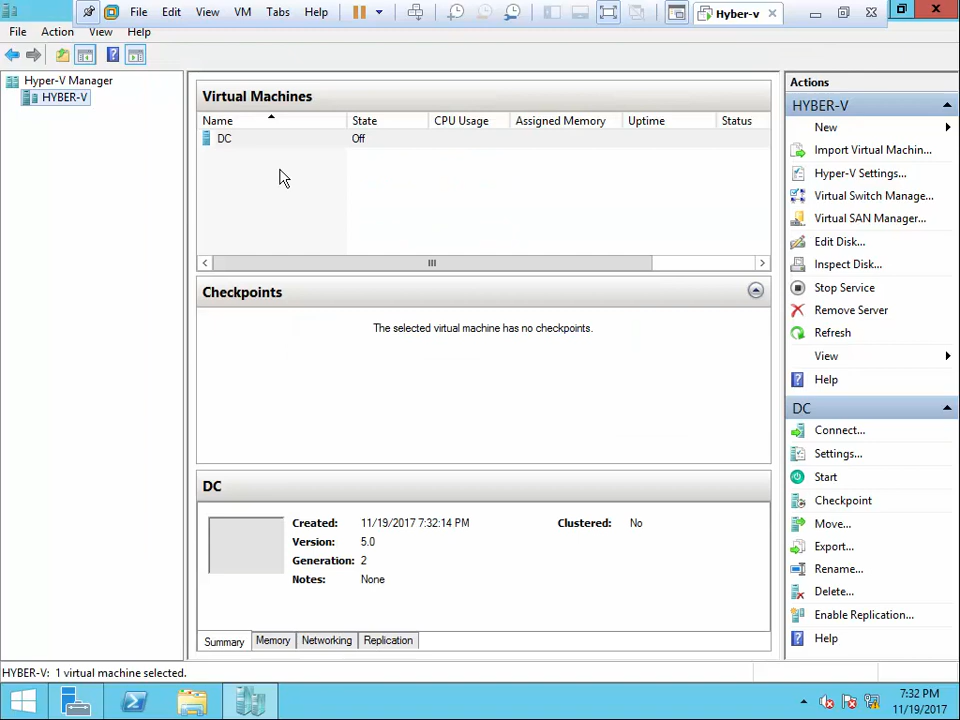 File Edit View VM Tabs Help Hyber-v
File Action View Help
Hyper-V Manager
HYBER-V
Virtual Machines
Name State CPU Usage Assigned Memory Uptime Status
DC Off
Checkpoints
The selected virtual machine has no checkpoints.
DC
Created: 11/19/2017 7:32:14 PM Clustered: No
Version: 5.0
Generation: 2
Notes: None
Summary Memory Networking Replication
Actions
HYBER-V
New
Import Virtual Machin...
Hyper-V Settings...
Virtual Switch Manage...
Virtual SAN Manager...
Edit Disk...
Inspect Disk...
Stop Service
Remove Server
Refresh
View
Help
DC
Connect...
Settings...
Start
Checkpoint
Move...
Export...
Rename...
Delete...
Enable Replication...
Help
HYBER-V: 1 virtual machine selected.
7:32 PM
11/19/2017